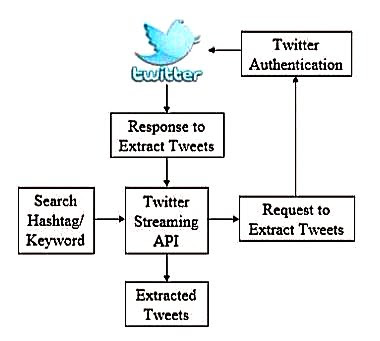 twitter
Twitter
Authentication
Response to
Extract Tweets
Search
Hashtag/
Keyword
Twitter
Streaming
API
Request to
Extract Tweets
Extracted
Tweets